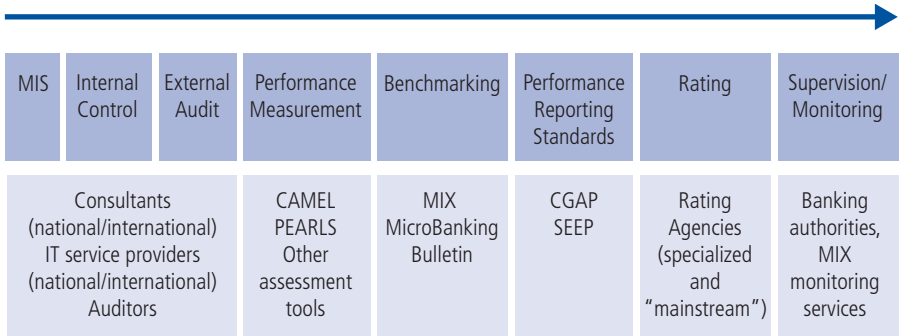 MIS
Internal
Control
External
Audit
Performance
Measurement
Benchmarking
Performance
Reporting
Standards
Rating
Supervision/
Monitoring
Consultants
(national/international)
IT service providers
(national/international)
Auditors
CAMEL
PEARLS
Other
assessment
tools
MIX
MicroBanking
Bulletin
CGAP
SEEP
Rating
Agencies
(specialized
and
“mainstream”)
Banking
authorities,
MIX
monitoring
services